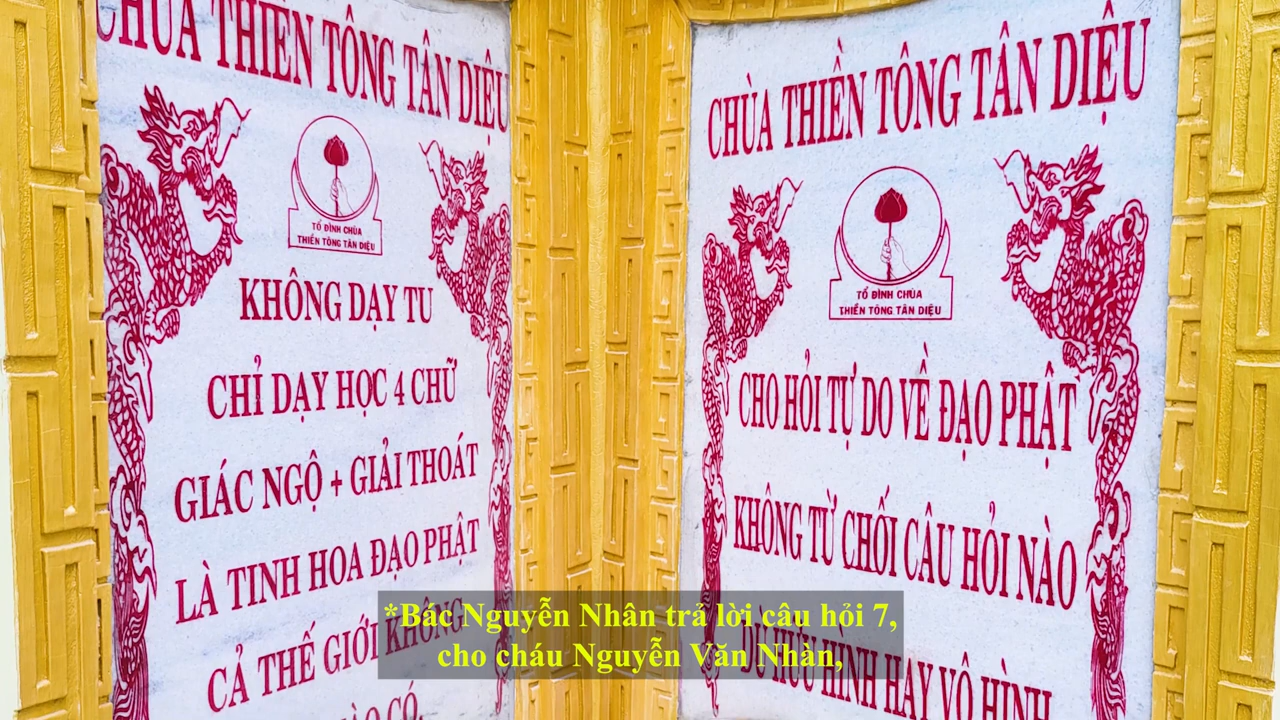 CHÙA THIỀN TÔNG TÂN DIỆU
TỔ ĐÌNH CHÙA
THIỀN TÔNG TÂN DIỆU
KHÔNG DẠY TU
CHỈ DẠY HỌC 4 CHỮ
GIÁC NGỘ + GIẢI THOÁT
LÀ TINH HOA ĐẠO PHẬT
CẢ THẾ GIỚI KHÔNG
CÓ.
CHÙA THIỀN TÔNG TÂN DIỆU
TỔ ĐÌNH CHÙA
THIỀN TÔNG TÂN DIỆU
CHO HỎI TỰ DO VỀ ĐẠO PHẬT
KHÔNG TỪ CHỐI CÂU HỎI NÀO
DÙ HỮU HÌNH HAY VÔ HÌNH
*Bác Nguyễn Nhân trả lời câu hỏi 7,
cho cháu Nguyễn Văn Nhàn,